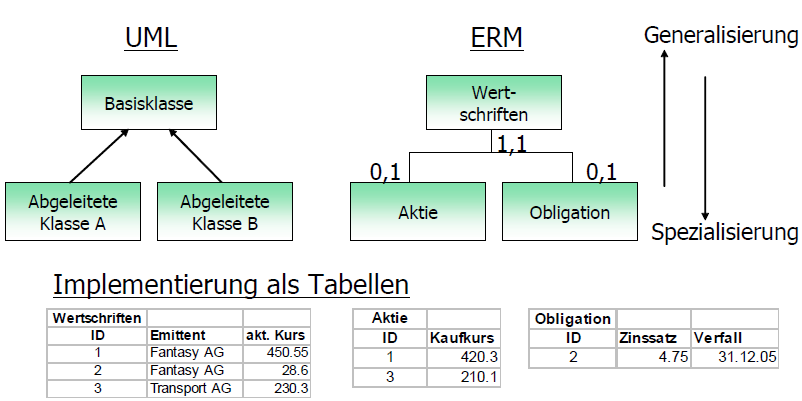 UML
ERM
Generalisierung
Basisklasse
Wert-
schriften
1,1
0,1
0,1
Abgeleitete
Klasse A
Abgeleitete
Klasse B
Aktie
Obligation
Spezialisierung
Implementierung als Tabellen
Wertschriften
ID Emittent akt. Kurs
1 Fantasy AG 450.55
2 Fantasy AG 28.6
3 Transport AG 230.3
Aktie
ID Kaufkurs
1 420.3
3 210.1
Obligation
ID Zinssatz Verfall
2 4.75 31.12.05